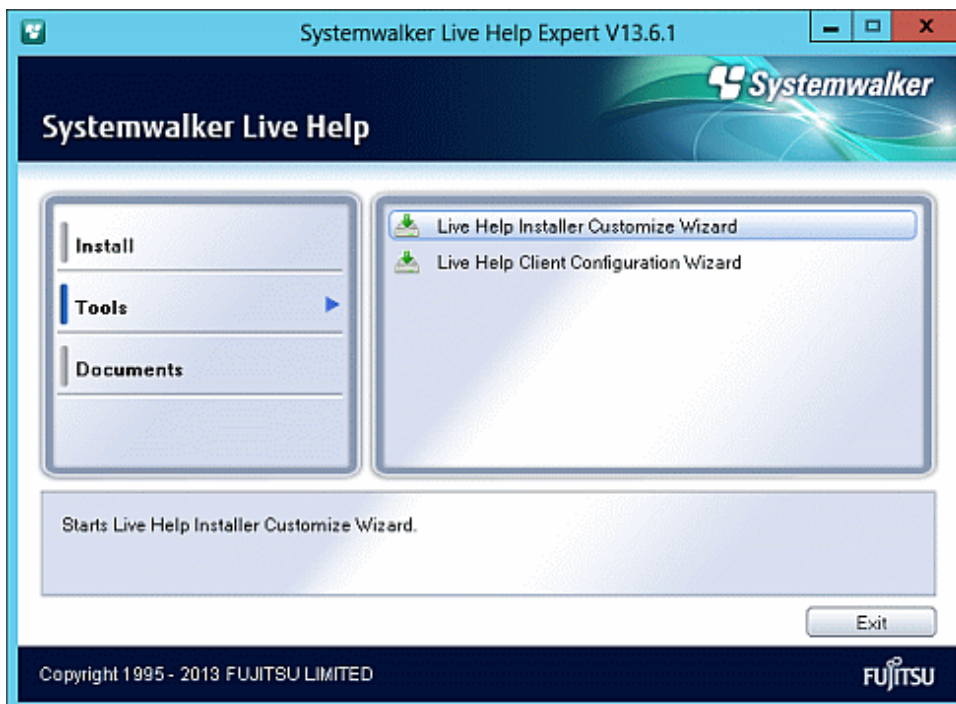 Systemwalker Live Help Expert V13.6.1
Systemwalker
Systemwalker Live Help
Install
Tools
Documents
Live Help Installer Customize Wizard
Live Help Client Configuration Wizard
Starts Live Help Installer Customize Wizard.
Exit
Copyright 1995 - 2013 FUJITSU LIMITED
FUJITSU